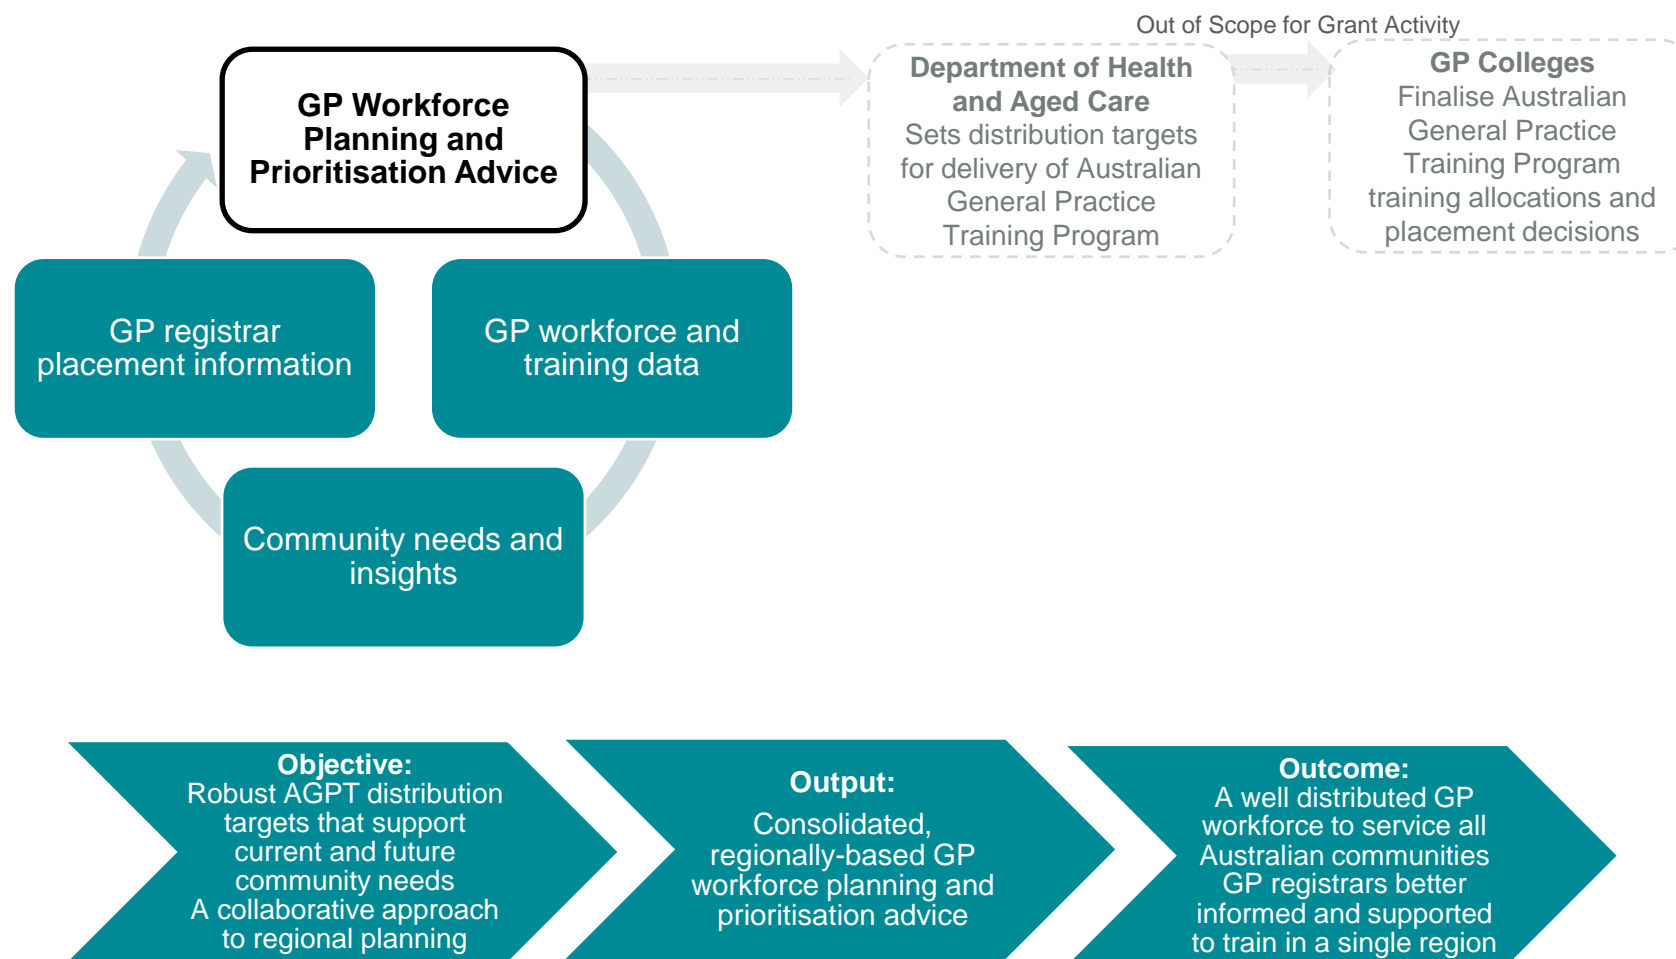 Out of Scope for Grant Activity
GP Workforce
Planning and
Prioritisation Advice
Department of Health
and Aged Care
Sets distribution targets
for delivery of Australian
General Practice
Training Program
GP Colleges
Finalise Australian
General Practice
Training Program
training allocations and
placement decisions
GP registrar
placement information
GP workforce and
training data
Community needs and
insights
Objective:
Robust AGPT distribution
targets that support
current and future
community needs
A collaborative approach
to regional planning
Output:
Consolidated,
regionally-based GP
workforce planning and
prioritisation advice
Outcome:
A well distributed GP
workforce to service all
Australian communities
GP registrars better
informed and supported
to train in a single region